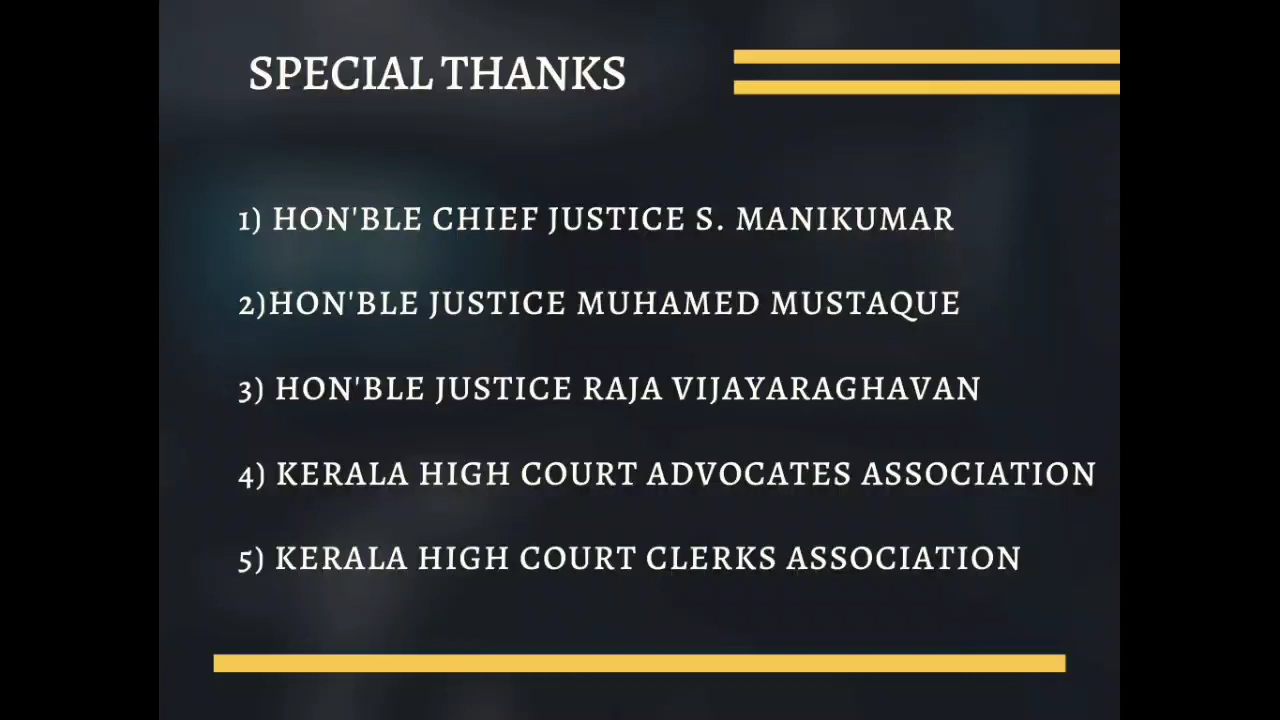 SPECIAL THANKS
1) HON'BLE CHIEF JUSTICE S. MANIKUMAR
2)HON'BLE JUSTICE MUHAMED MUSTAQUE
3) HON'BLE JUSTICE RAJA VIJAYARAGHAVAN
4) KERALA HIGH COURT ADVOCATES ASSOCIATION
5) KERALA HIGH COURT CLERKS ASSOCIATION